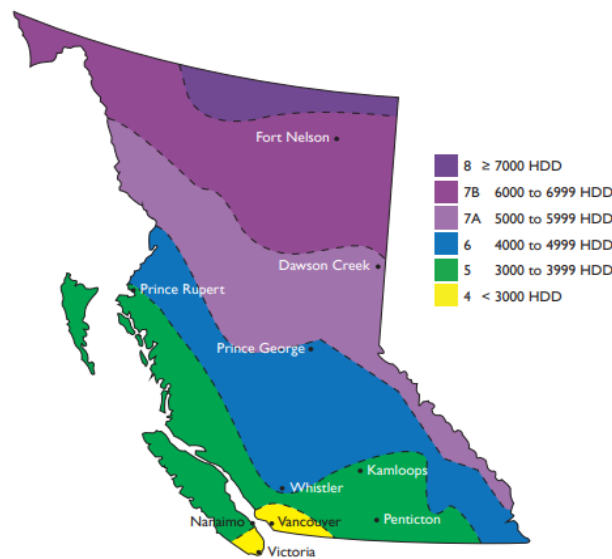 Fort Nelson
Dawson Creek
Prince Rupert
Prince George
Kamloops
Whistler
Nanaimo
Vancouver
Penticton
Victoria
8 ≥ 7000 HDD
7B 6000 to 6999 HDD
7A 5000 to 5999 HDD
6 4000 to 4999 HDD
5 3000 to 3999 HDD
4 < 3000 HDD